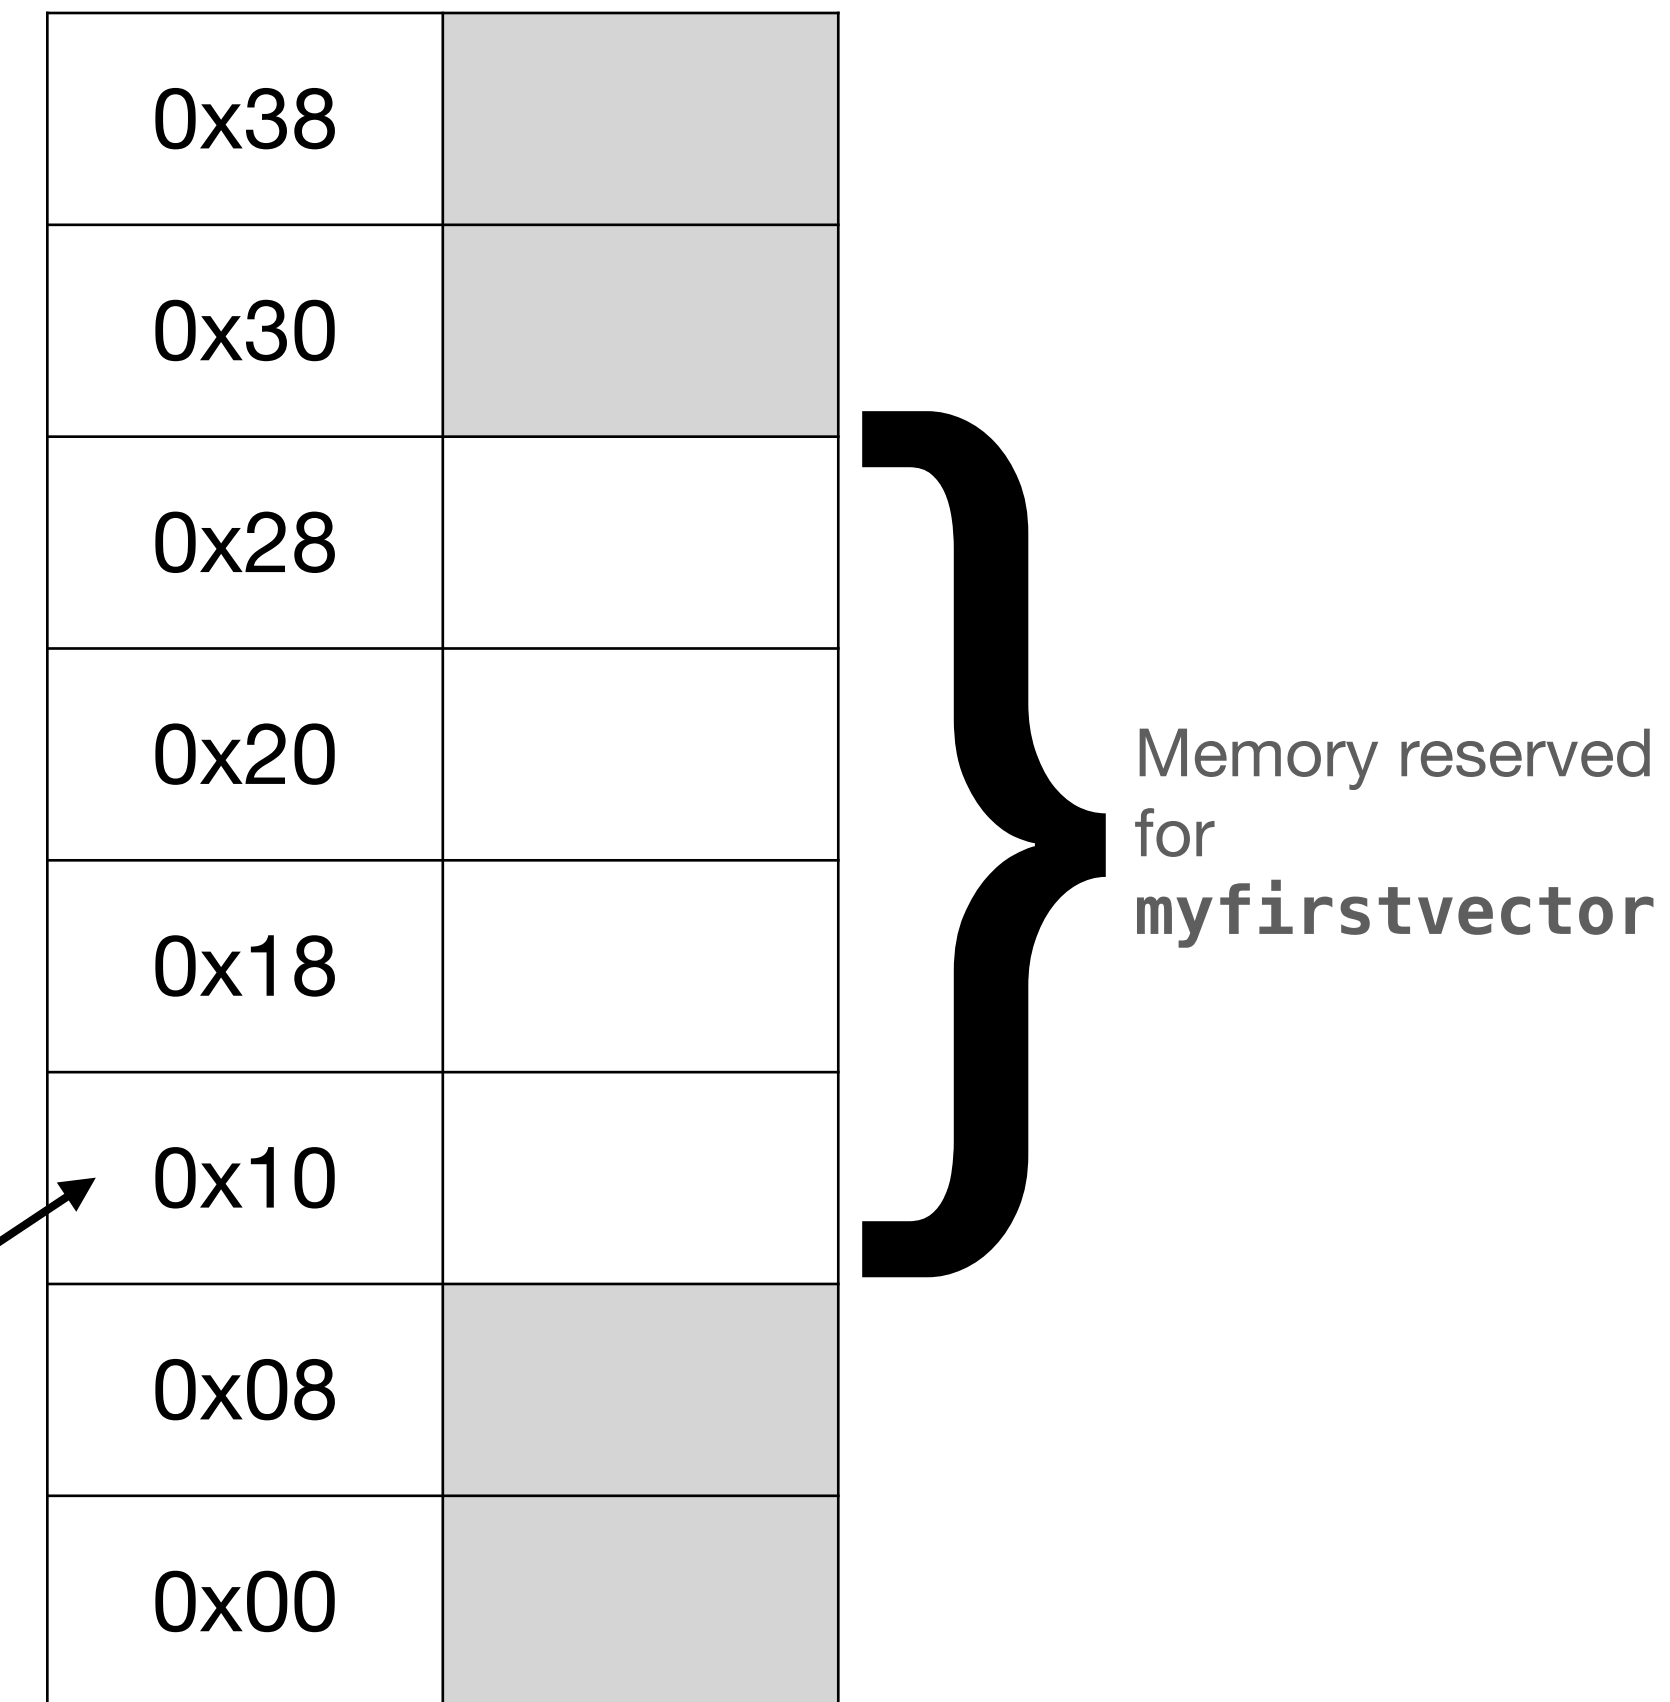 0x38
0x30
0x28
0x20
0x18
0x10
0x08
0x00
Memory reserved
for
myfirstvector